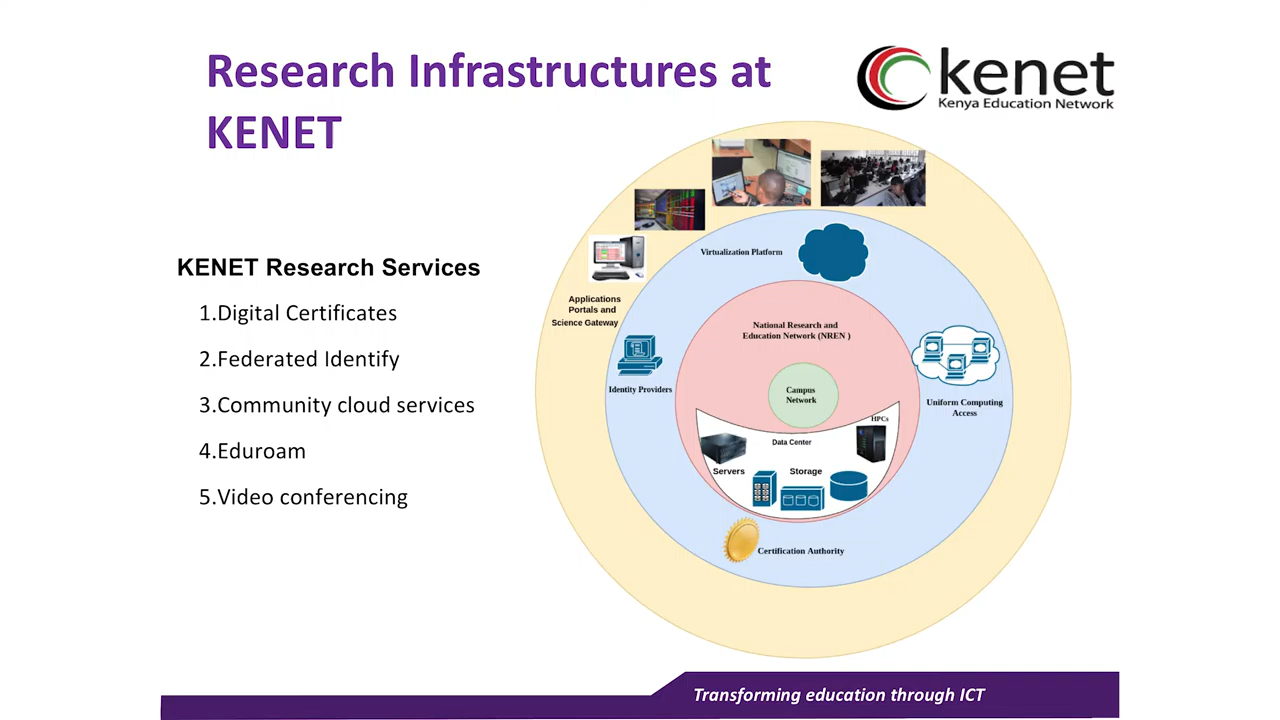 Research Infrastructures at
KENET
kenet
Kenya Education Network
KENET Research Services
1.Digital Certificates
2.Federated Identify
3.Community cloud services
4.Eduroam
5.Video conferencing
Virtualization Platform
Applications
Portals and
Science Gateway
National Research and
Education Network (NREN )
Identity Providers
Campus
Network
Uniform Computing
Access
HPCs
Data Center
Servers
Storage
Certification Authority
Transforming education through ICT